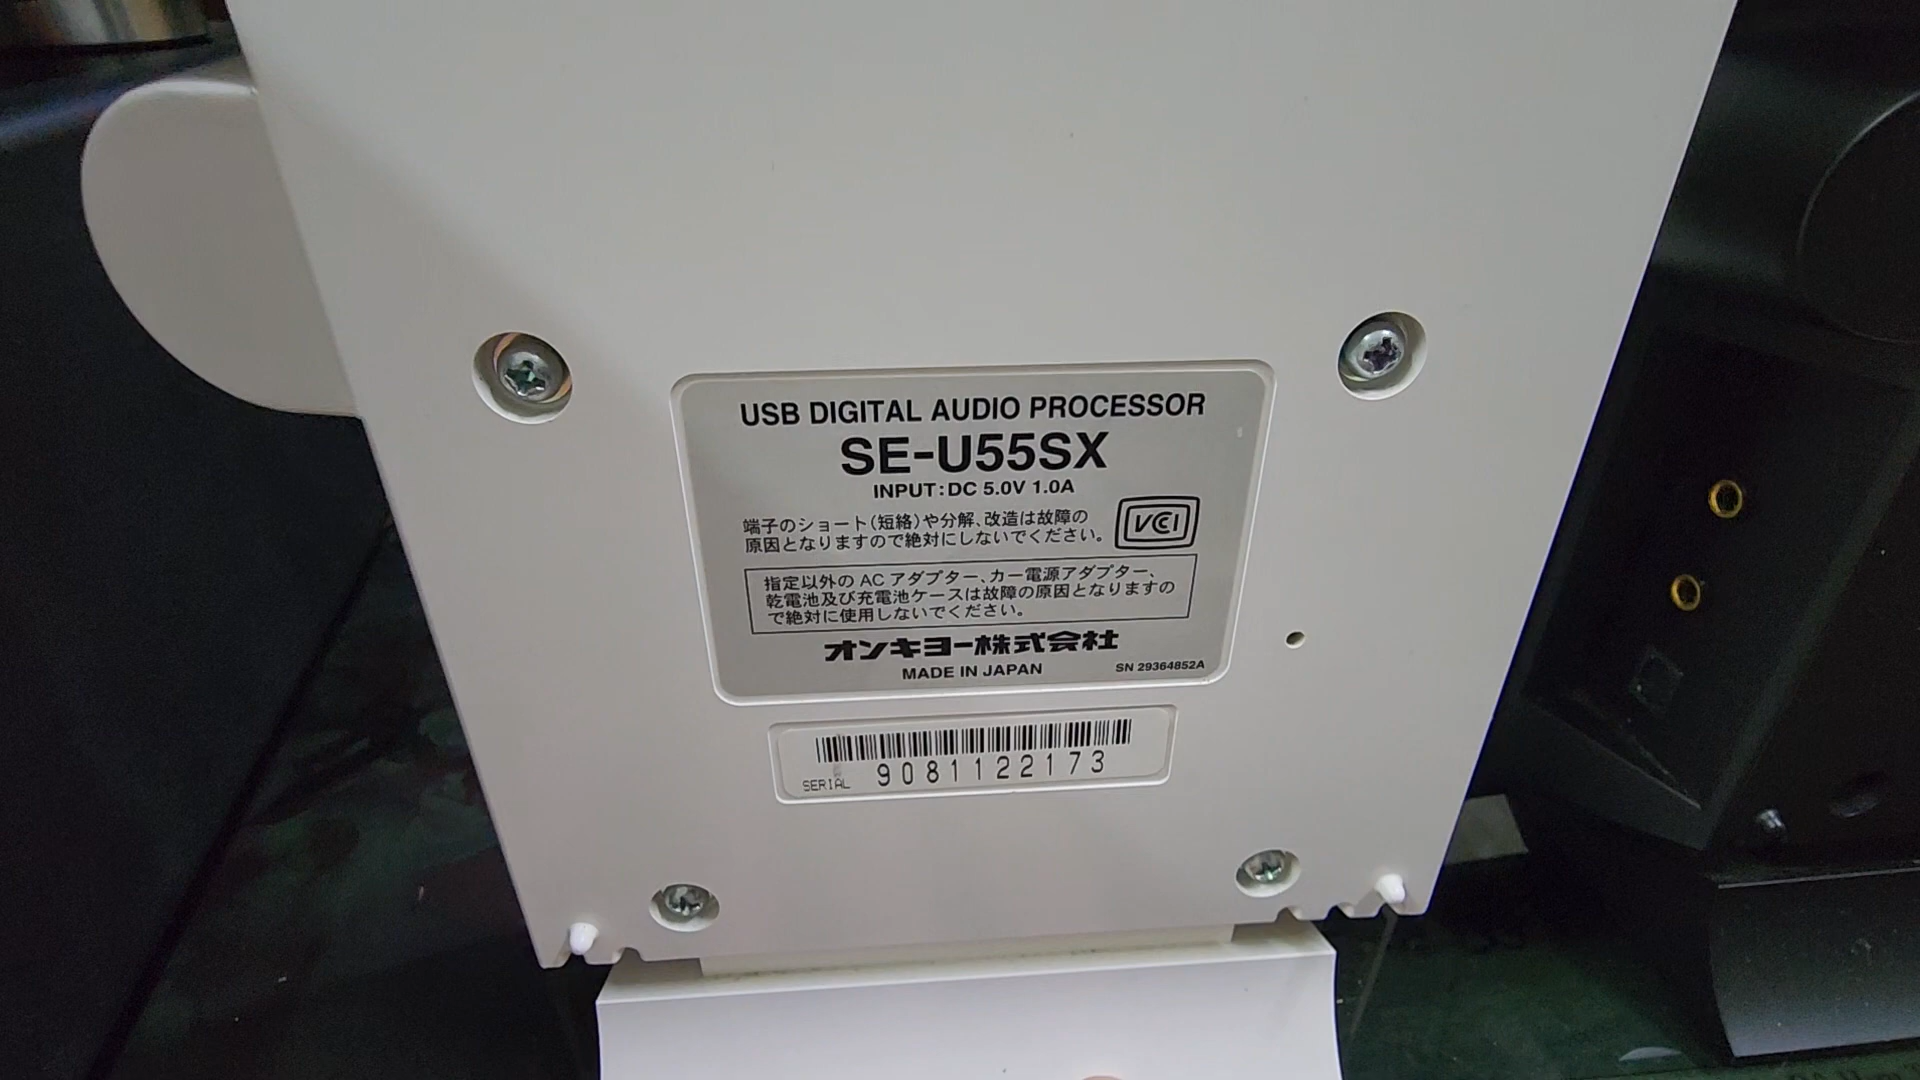 USB DIGITAL AUDIO PROCESSOR
SE-U55SX
INPUT:DC 5.0V 1.0A
端子のショート(短絡)や分解、改造は故障の
原因となりますので絶対にしないでください。
VCCI
指定以外の AC アダプター、カー電源アダプター、
乾電池及び充電池ケースは故障の原因となりますの
で絶対に使用しないでください。
オンキヨー株式会社
MADE IN JAPAN
SN 29364852A
SERIAL 9081122173